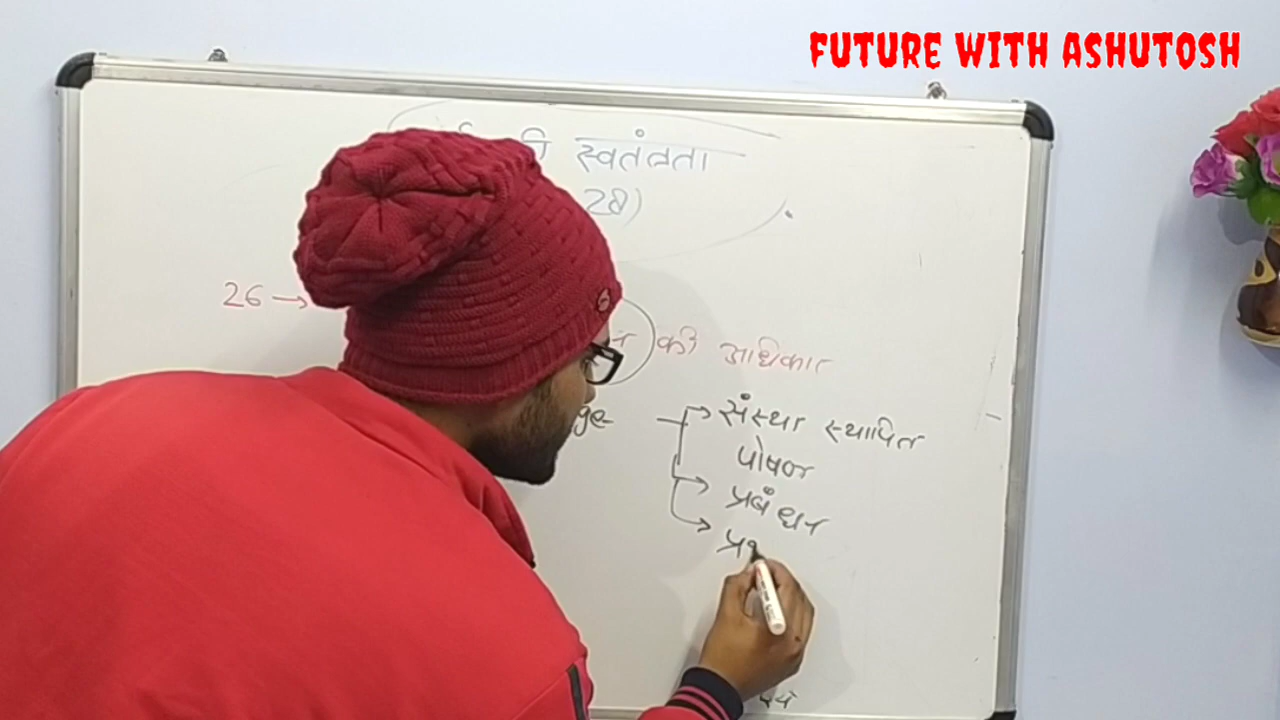 FUTURE WITH ASHUTOSH
की स्वतंत्रता
28)
26 →
को अधिकार
→ संस्था स्थापित
पोषण
→ प्रबंधन
→ प्र